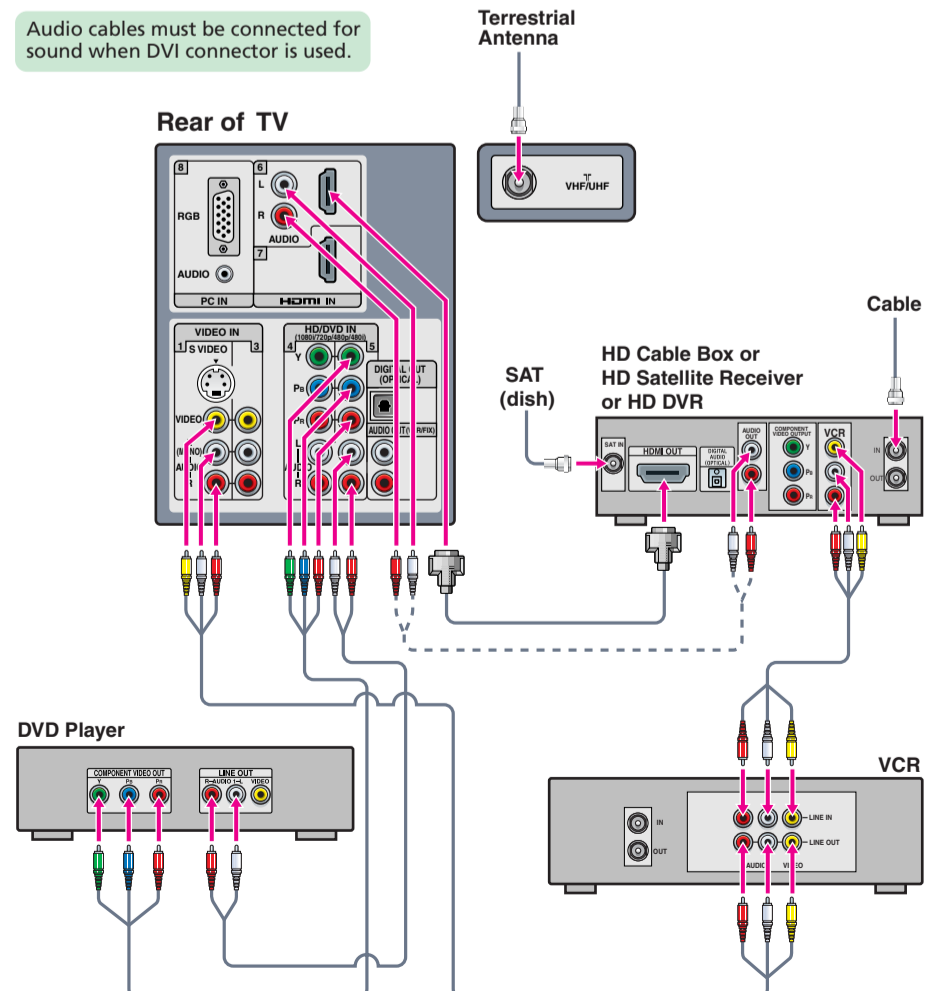 Audio cables must be connected for
sound when DVI connector is used.
Terrestrial
Antenna
Rear of TV
VHF/UHF
8
RGB
AUDIO
PC IN
6
L
R
AUDIO
7
HDMI IN
VIDEO IN
1
S VIDEO
3
VIDEO
(MONO)
R
HD/DVD IN
(1080i/720p/480p/480i)
4
5
Y
PB
PR
L
R
DIGITAL OUT
(OPTICAL)
AUDIO OUT (VAR/FIX)
Cable
SAT
(dish)
HD Cable Box or
HD Satellite Receiver
or HD DVR
SAT IN
HDMI OUT
DIGITAL
AUDIO
(OPTICAL)
AUDIO
OUT
COMPONENT
VIDEO OUTPUT
Y
PB
PR
VCR
IN
OUT
DVD Player
COMPONENT VIDEO OUT
Y PB PR
LINE OUT
R–AUDIO 1–L VIDEO
VCR
IN
OUT
LINE IN
LINE OUT
AUDIO